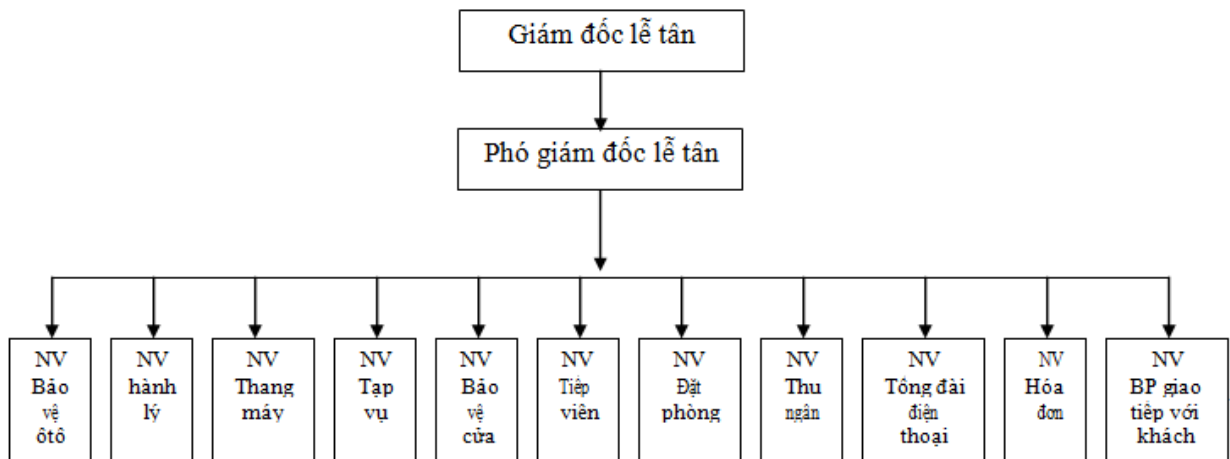 Giám đốc lễ tân
Phó giám đốc lễ tân
NV
Bảo
vệ
ôtô
NV
hành
lý
NV
Thang
máy
NV
Tạp
vụ
NV
Bảo
vệ
cửa
NV
Tiếp
viên
NV
Đặt
phòng
NV
Thu
ngân
NV
Tổng đài
điện
thoại
NV
Hóa
đơn
NV
BP giao
tiếp với
khách